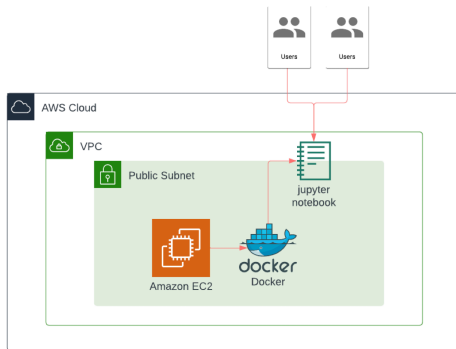 Users
Users
AWS Cloud
VPC
Public Subnet
jupyter
notebook
docker
Amazon EC2
Docker